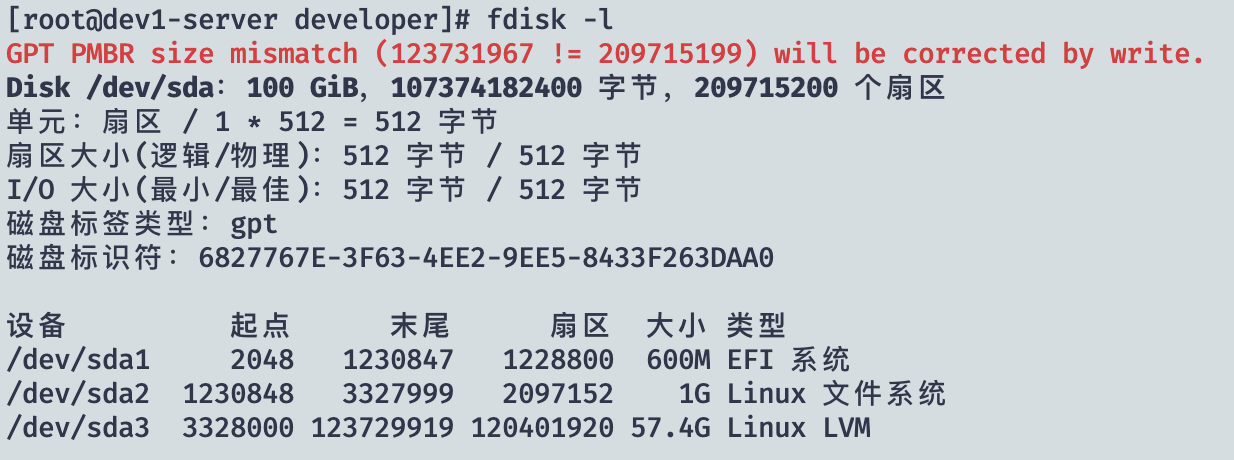 [root@dev1-server developer]# fdisk -l
GPT PMBR size mismatch (123731967 != 209715199) will be corrected by write.
Disk /dev/sda: 100 GiB, 107374182400 字节, 209715200 个扇区
单元: 扇区 / 1 * 512 = 512 字节
扇区大小(逻辑/物理): 512 字节 / 512 字节
I/O 大小(最小/最佳): 512 字节 / 512 字节
磁盘标签类型: gpt
磁盘标识符: 6827767E-3F63-4EE2-9EE5-8433F263DAA0
设备 起点 末尾 扇区 大小 类型
/dev/sda1 2048 1230847 1228800 600M EFI 系统
/dev/sda2 1230848 3327999 2097152 1G Linux 文件系统
/dev/sda3 3328000 123729919 120401920 57.4G Linux LVM